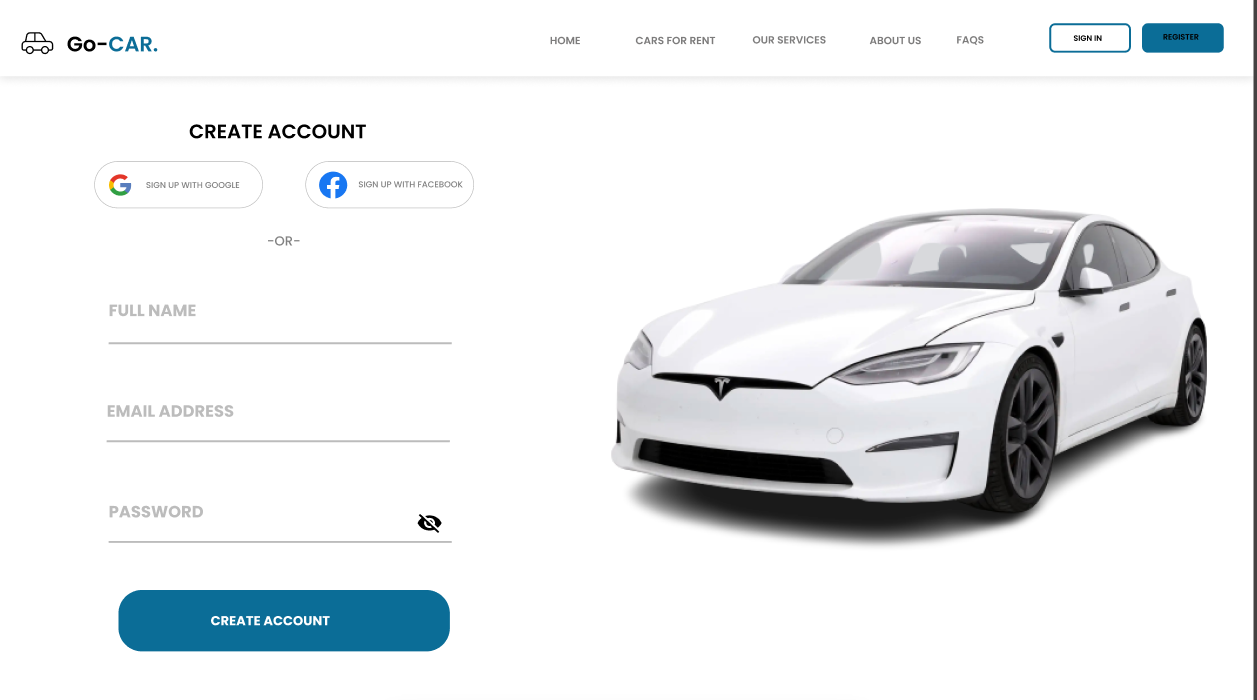 Go-CAR.
HOME
CARS FOR RENT
OUR SERVICES
ABOUT US
FAQS
SIGN IN
REGISTER
CREATE ACCOUNT
SIGN UP WITH GOOGLE
SIGN UP WITH FACEBOOK
-OR-
FULL NAME
EMAIL ADDRESS
PASSWORD
CREATE ACCOUNT